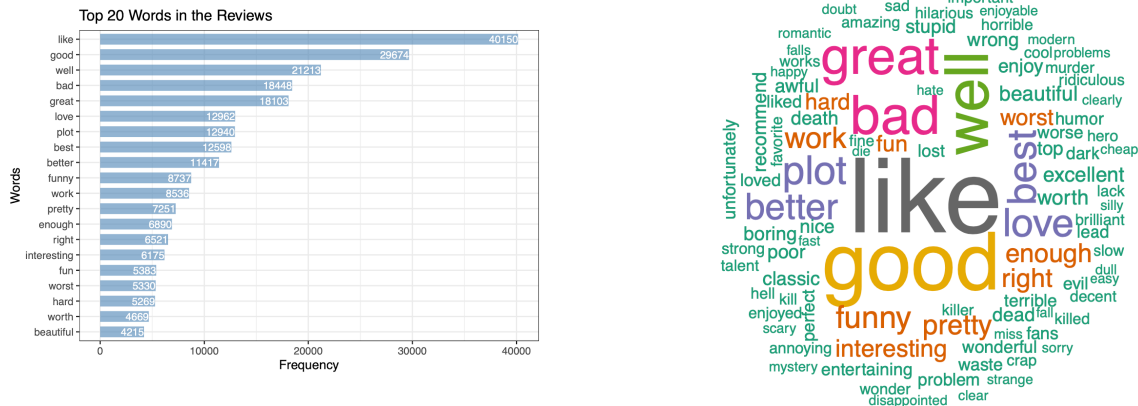 Top 20 Words in the Reviews
Words
like 40150
good 29674
well 21213
bad 18448
great 18103
love 12962
plot 12940
best 12598
better 11417
funny 8737
work 8536
pretty 7251
enough 6890
right 6521
interesting 6175
fun 5383
worst 5330
hard 5269
worth 4669
beautiful 4215
0 10000 20000 30000 40000
Frequency
important
doubt sad hilarious enjoyable
amazing stupid horrible
romantic wrong modern
falls great well cool problems
works enjoy murder
happy ridiculous
awful hate beautiful clearly
recommend liked hard bad
death worst humor
unfortunately favorite work fine fun best worse hero
die lost top dark cheap
loved plot like excellent
better worth lack
silly
nice love brilliant
boring fast lead
strong poor good enough slow
talent right dull
classic evil easy
hell kill perfect terrible decent
enjoyed killer dead fall killed
scary funny pretty miss fans
annoying interesting wonderful sorry
mystery entertaining waste crap
wonder problem strange
disappointed clear